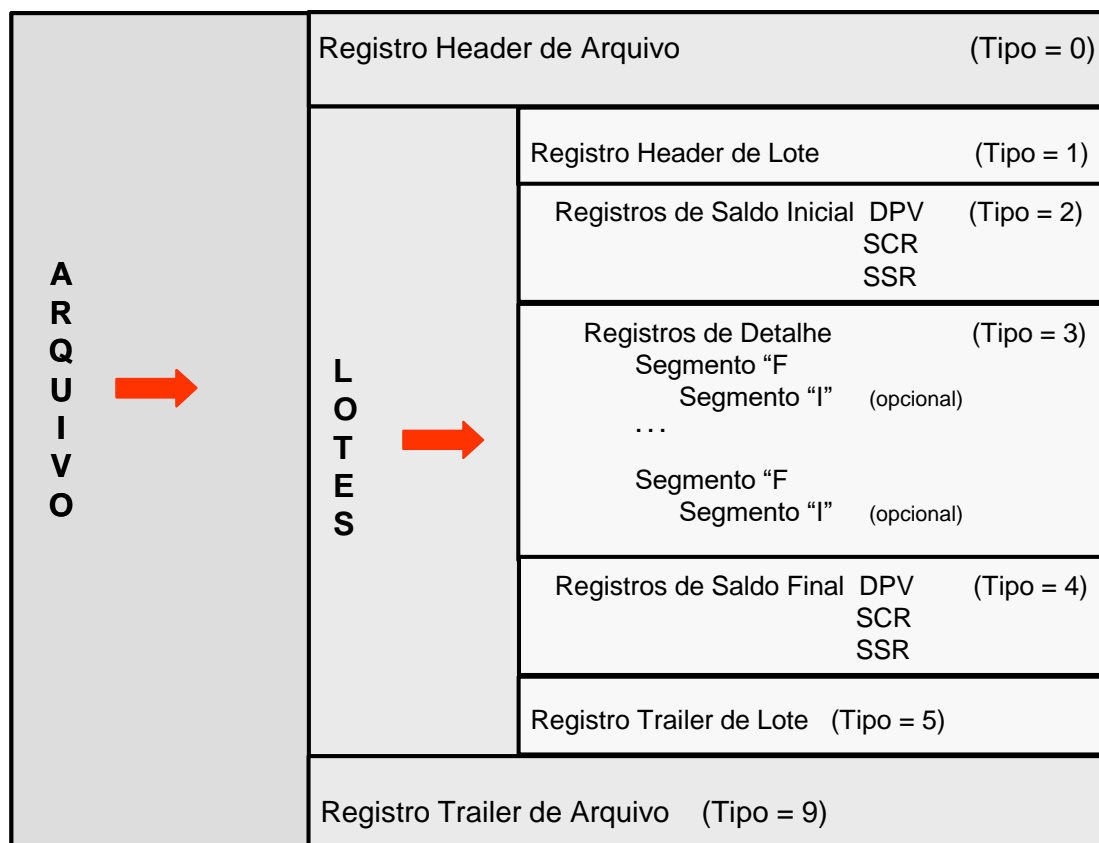 Registro Header de Arquivo (Tipo = 0)
ARQUIVO
LOTES
Registro Header de Lote (Tipo = 1)
Registros de Saldo Inicial DPV (Tipo = 2)
SCR
SSR
Registros de Detalhe (Tipo = 3)
Segmento “F
Segmento “I” (opcional)
. . .
Segmento “F
Segmento “I” (opcional)
Registros de Saldo Final DPV (Tipo = 4)
SCR
SSR
Registro Trailer de Lote (Tipo = 5)
Registro Trailer de Arquivo (Tipo = 9)